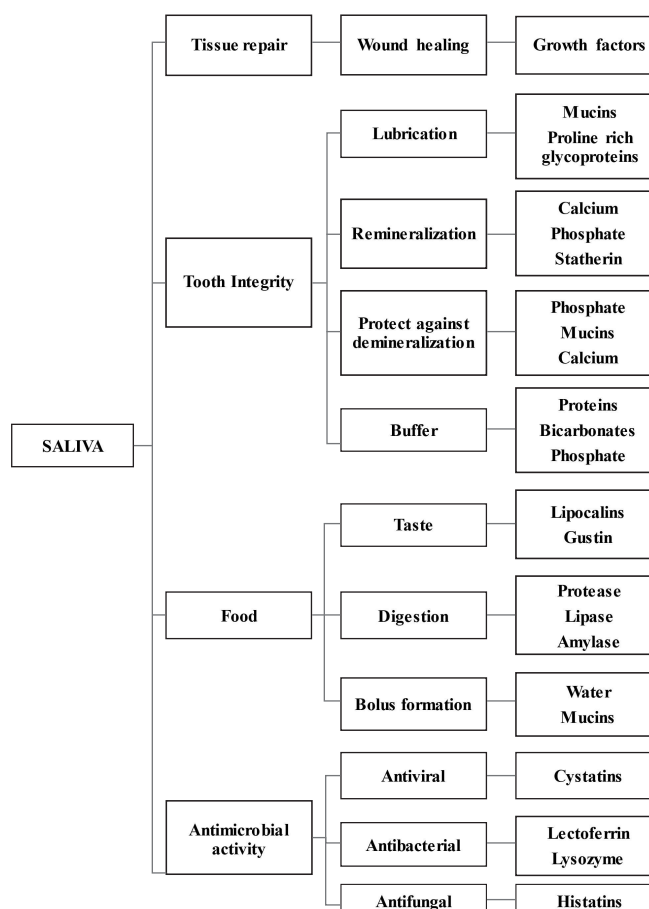 Tissue repair
Wound healing
Growth factors
Lubrication
Mucins
Proline rich
glycoproteins
Remineralization
Calcium
Phosphate
Statherin
Tooth Integrity
Protect against
demineralization
Phosphate
Mucins
Calcium
Buffer
Proteins
Bicarbonates
Phosphate
SALIVA
Taste
Lipocalins
Gustin
Food
Digestion
Protease
Lipase
Amylase
Bolus formation
Water
Mucins
Antiviral
Cystatins
Antimicrobial
activity
Antibacterial
Lectoferrin
Lysozyme
Antifungal
Histatins